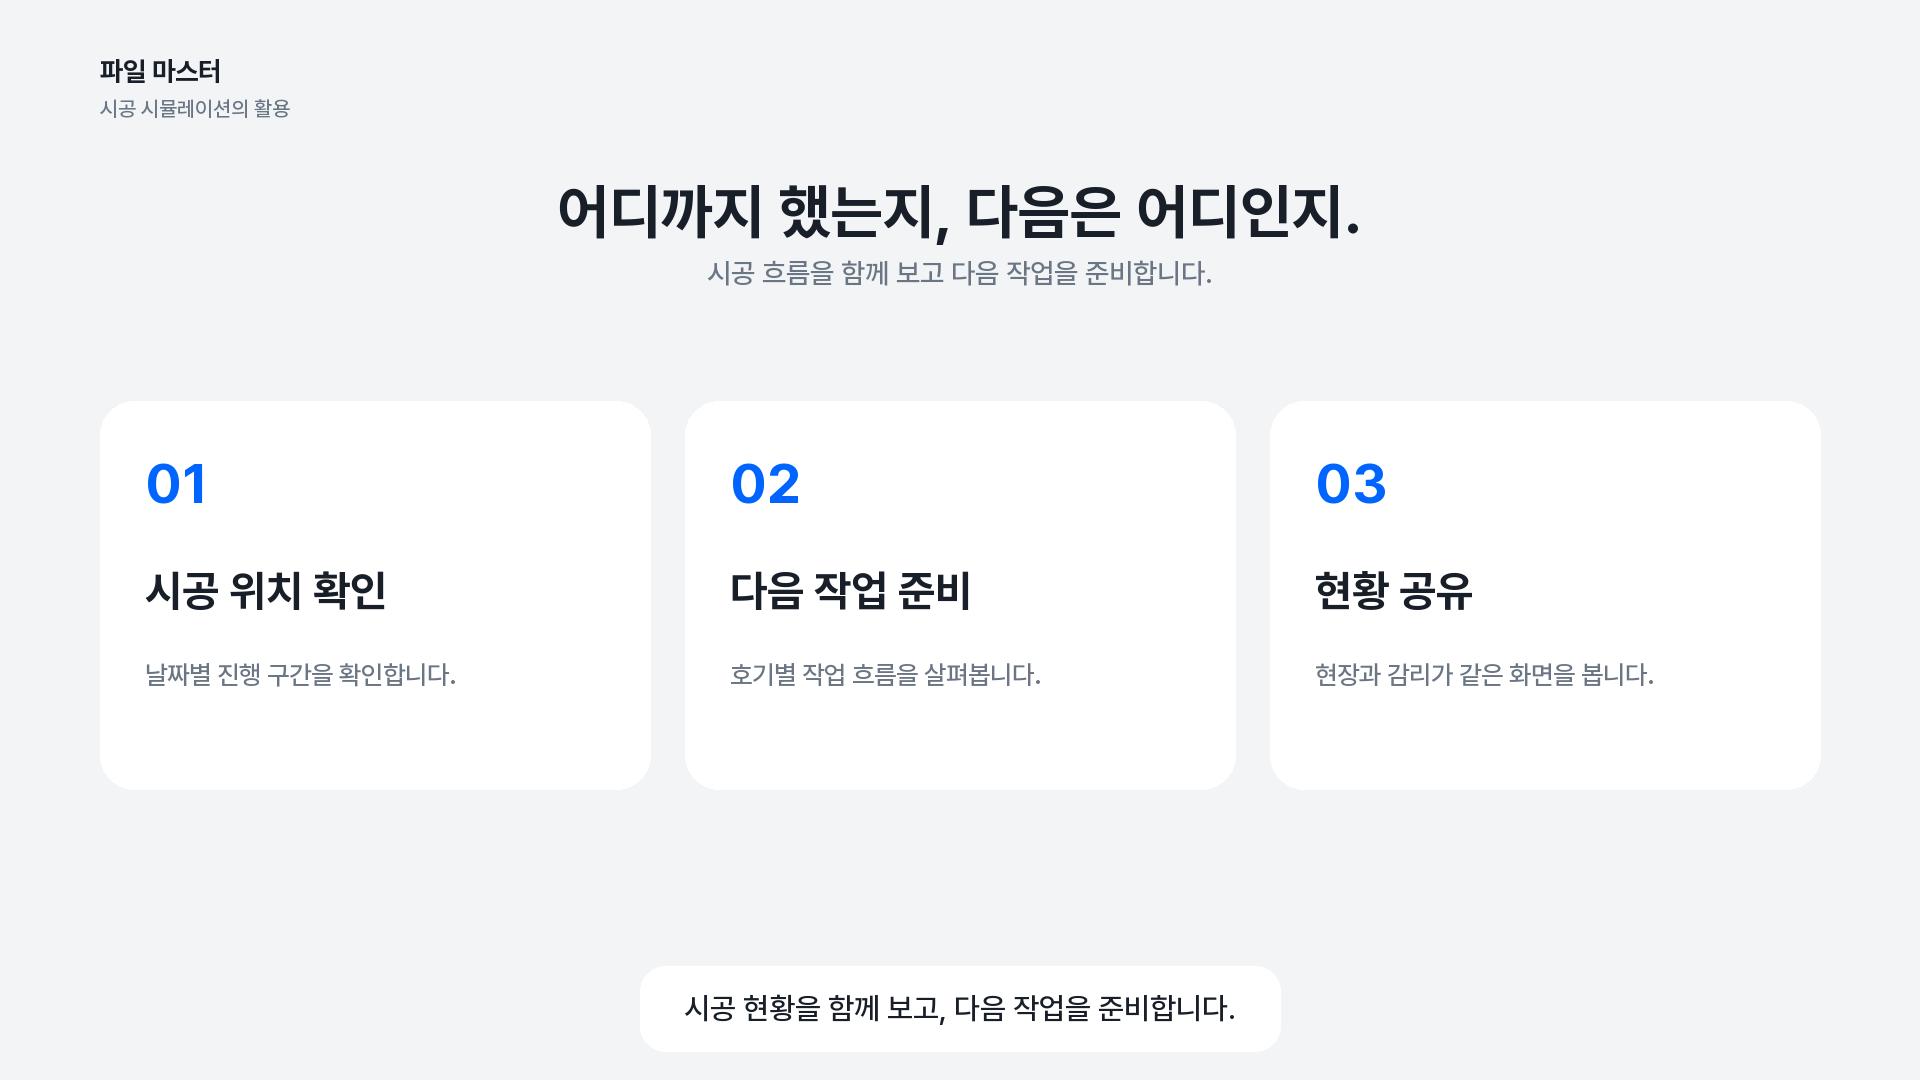 파일 마스터
시공 시뮬레이션의 활용
어디까지 했는지, 다음은 어디인지.
시공 흐름을 함께 보고 다음 작업을 준비합니다.
01
시공 위치 확인
날짜별 진행 구간을 확인합니다.
02
다음 작업 준비
호기별 작업 흐름을 살펴봅니다.
03
현황 공유
현장과 감리가 같은 화면을 봅니다.
시공 현황을 함께 보고, 다음 작업을 준비합니다.